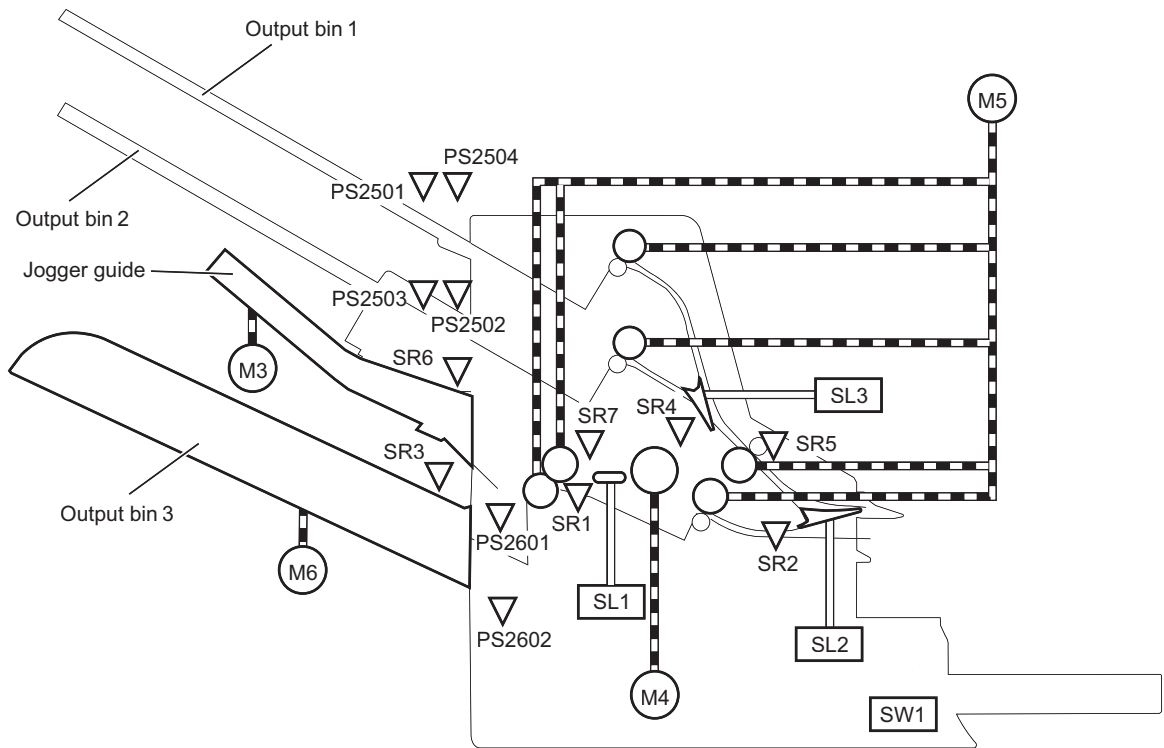 Output bin 1
M5
PS2504
PS2501
Output bin 2
Jogger guide
PS2503
PS2502
SR6
M3
SL3
SR7
SR4
SR5
SR3
Output bin 3
SR1
PS2601
SR2
M6
SL1
PS2602
SL2
M4
SW1